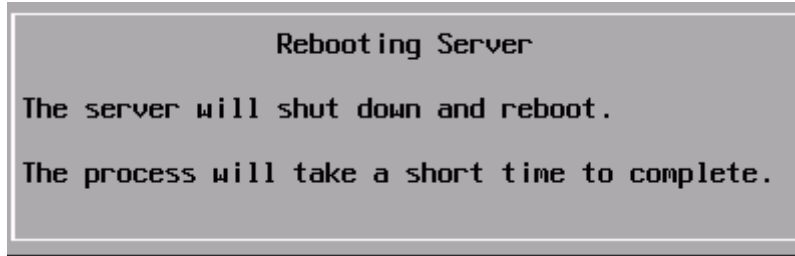 Rebooting Server
The server will shut down and reboot.
The process will take a short time to complete.